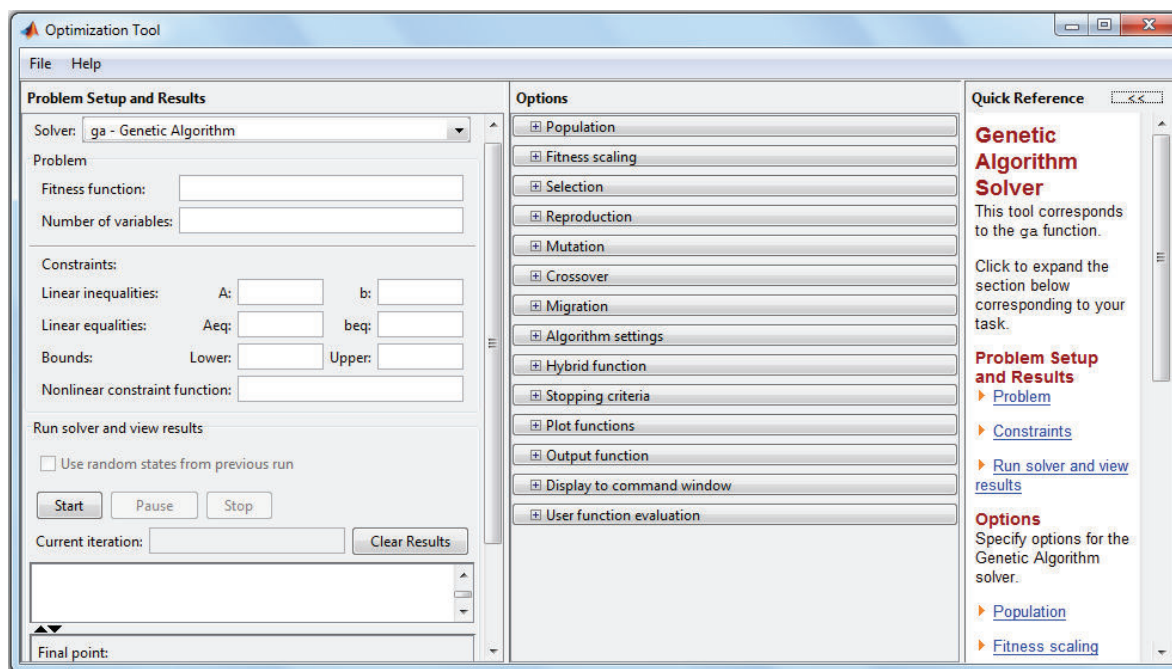 Optimization Tool
File Help
Problem Setup and Results
Solver: ga - Genetic Algorithm
Problem
Fitness function:
Number of variables:
Constraints:
Linear inequalities: A: b:
Linear equalities: Aeq: beq:
Bounds: Lower: Upper:
Nonlinear constraint function:
Run solver and view results
Use random states from previous run
Start Pause Stop
Current iteration: Clear Results
Final point:
Options
Population
Fitness scaling
Selection
Reproduction
Mutation
Crossover
Migration
Algorithm settings
Hybrid function
Stopping criteria
Plot functions
Output function
Display to command window
User function evaluation
Quick Reference <<
Genetic
Algorithm
Solver
This tool corresponds
to the ga function.
Click to expand the
section below
corresponding to your
task.
Problem Setup
and Results
Problem
Constraints
Run solver and view
results
Options
Specify options for the
Genetic Algorithm
solver.
Population
Fitness scaling